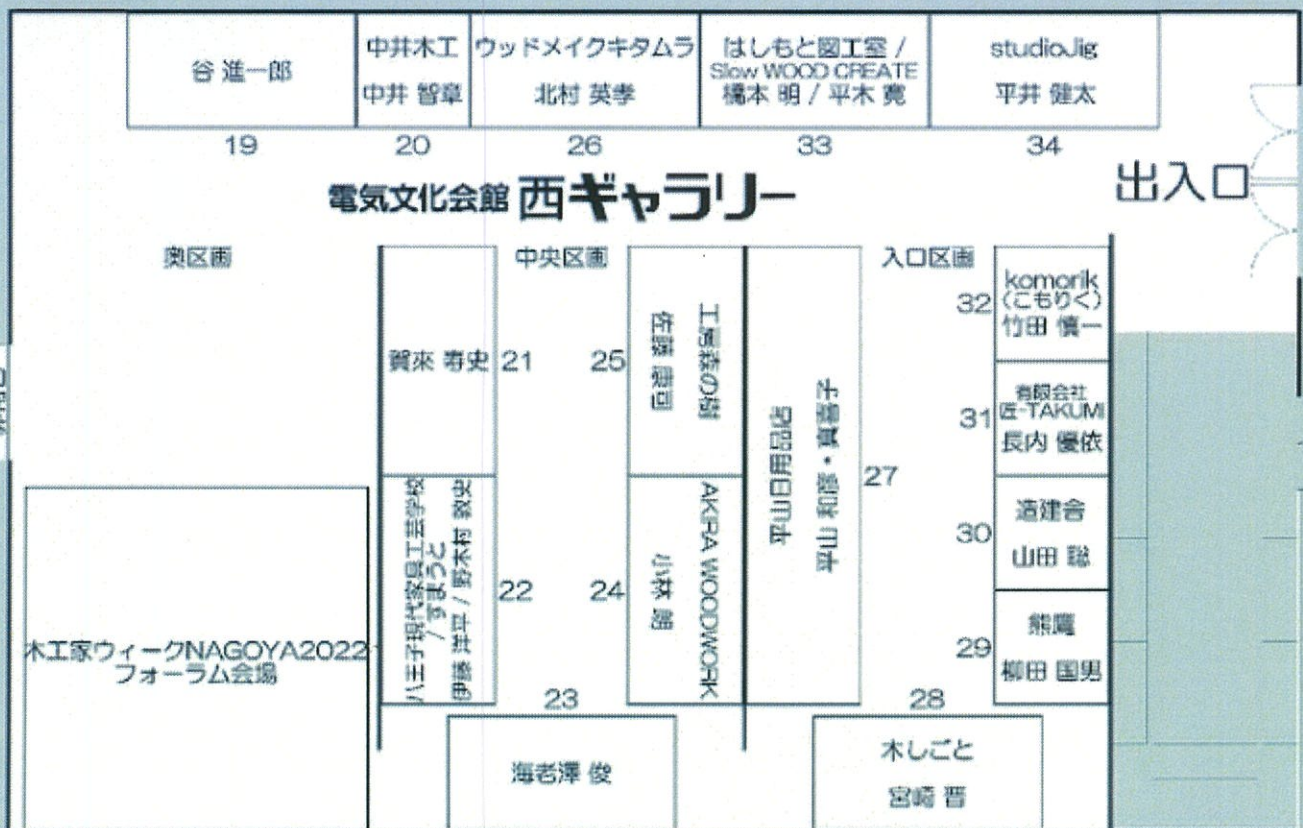 谷 進一郎
中井木工
中井 智章
ウッドメイクキタムラ
北村 英孝
はしもと図工室 /
Slow WOOD CREATE
橋本 明 / 平木 寛
studioJig
平井 健太
19
20
26
33
34
電気文化会館 西ギャラリー
出入口
奥区画
中央区画
入口区画
賀來 寿史
21
25
工房森の樹
佐藤 康司
平山日用品店
平山 和彦・真喜子
27
32
komorik
(こもりく)
竹田 慎一
31
有限会社
匠-TAKUMI
長内 優依
30
造建舎
山田 聡
29
熊鷹
柳田 国男
八王子現代家具工芸学校
/ すまうと
伊藤 洋平 / 野木村 敦史
22
24
AKIRA WOODWORK
小林 朗
木工家ウィークNAGOYA2022
フォーラム会場
23
海老澤 俊
28
木しごと
宮崎 晋